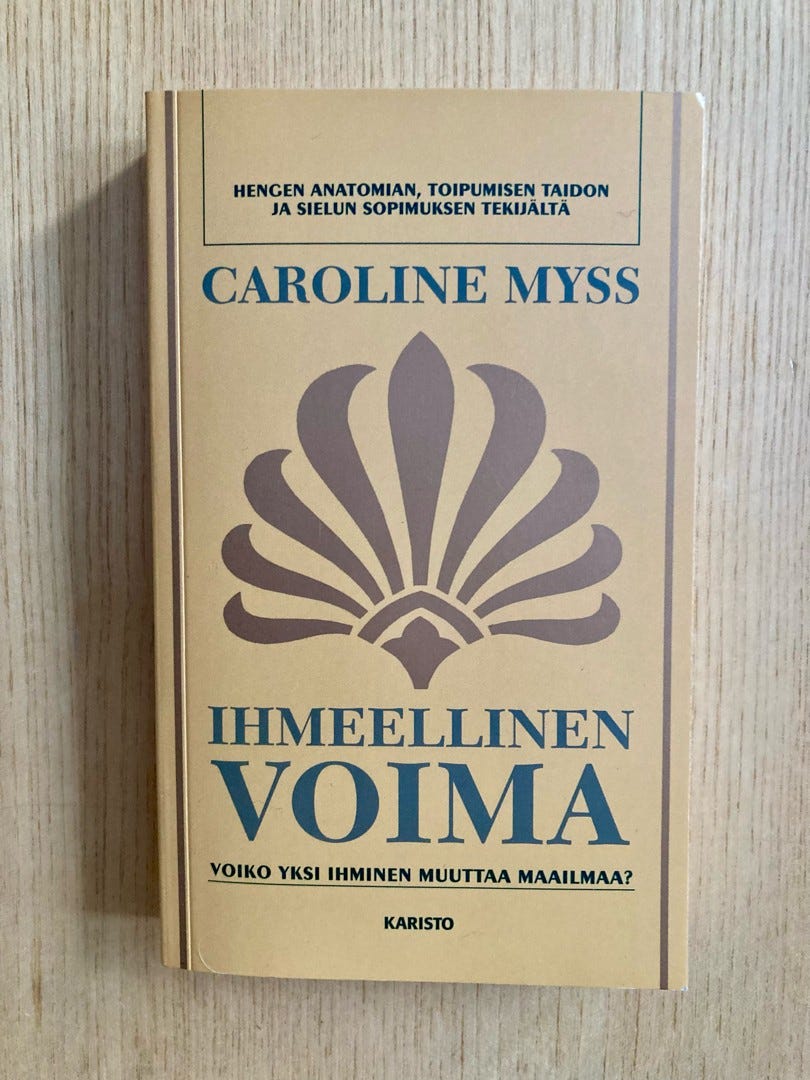 HENGEN ANATOMIAN, TOIPUMISEN TAIDON
JA SIELUN SOPIMUKSEN TEKIJÄLTÄ
CAROLINE MYSS
IHMEELLINEN
VOIMA
VOIKO YKSI IHMINEN MUUTTAA MAAILMAA?
KARISTO